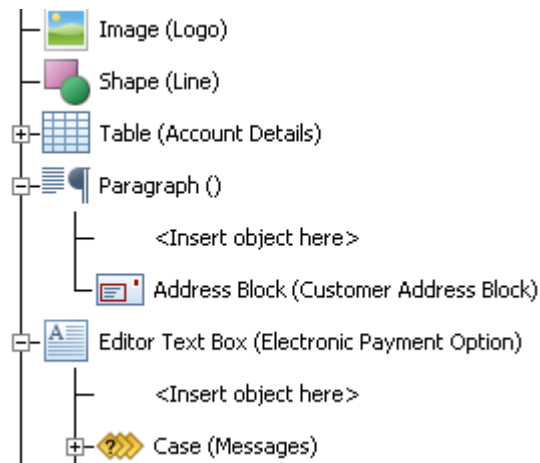 Image (Logo)
Shape (Line)
Table (Account Details)
Paragraph ()
<Insert object here>
Address Block (Customer Address Block)
Editor Text Box (Electronic Payment Option)
<Insert object here>
Case (Messages)